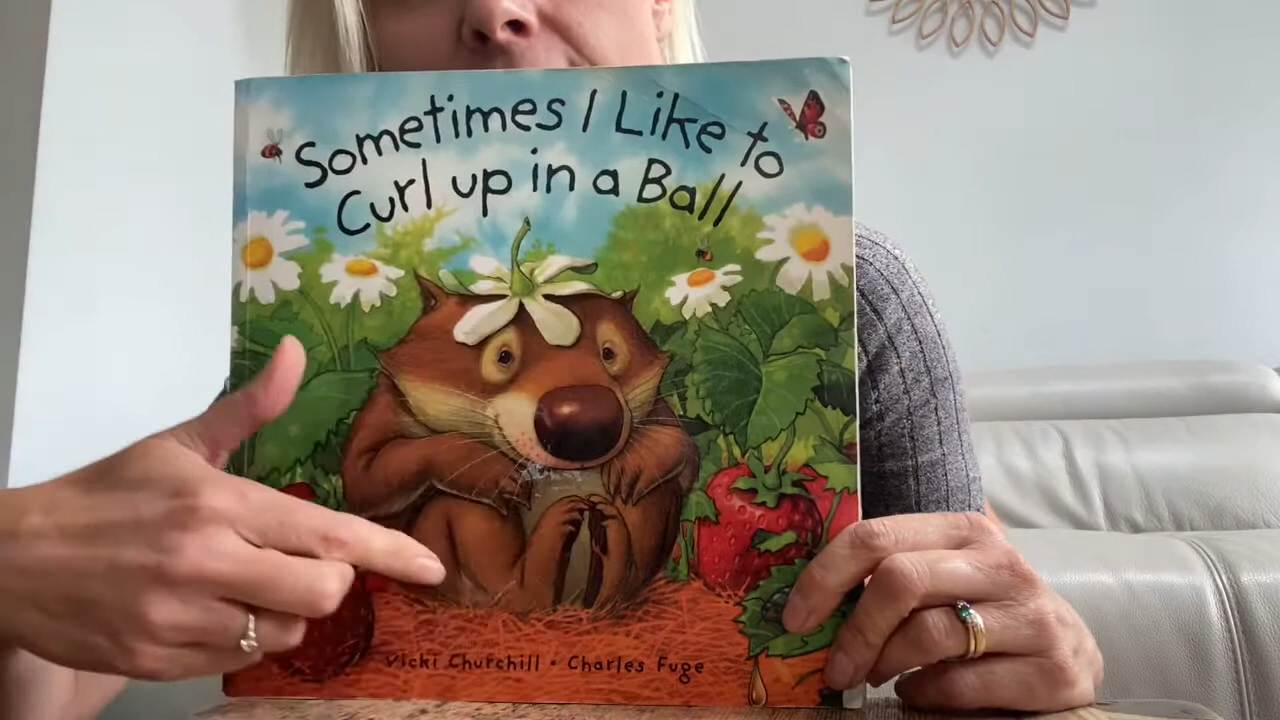 Sometimes I Like to
Curl up in a Ball
Vicki Churchill • Charles Fuge